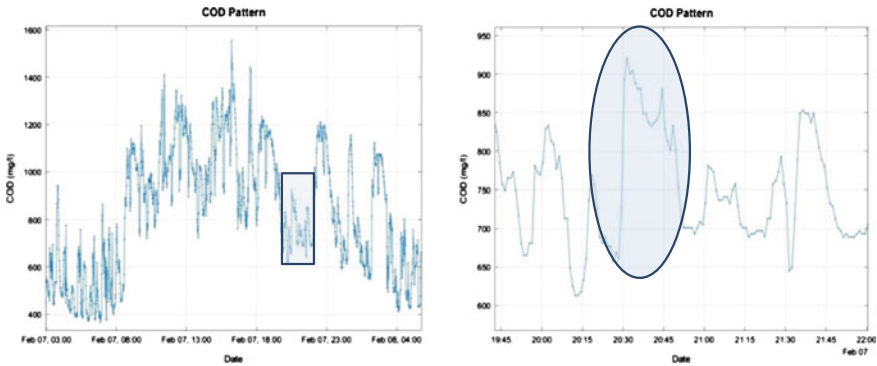 COD Pattern
1600
1400
1200
1000
800
600
400
COD (mg/l)
Feb 07, 03:00 Feb 07, 08:00 Feb 07, 13:00 Feb 07, 18:00 Feb 07, 23:00 Feb 08, 04:00
Date
COD Pattern
950
900
850
800
750
700
650
600
COD (mg/l)
19:45 20:00 20:15 20:30 20:45 21:00 21:15 21:30 21:45 22:00
Feb 07
Date